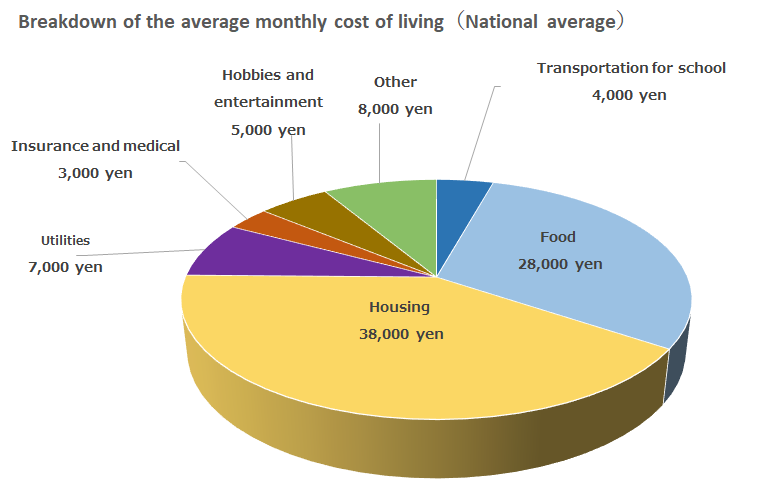 Breakdown of the average monthly cost of living（National average）
Transportation for school
4,000 yen
Food
28,000 yen
Housing
38,000 yen
Utilities
7,000 yen
Insurance and medical
3,000 yen
Hobbies and
entertainment
5,000 yen
Other
8,000 yen